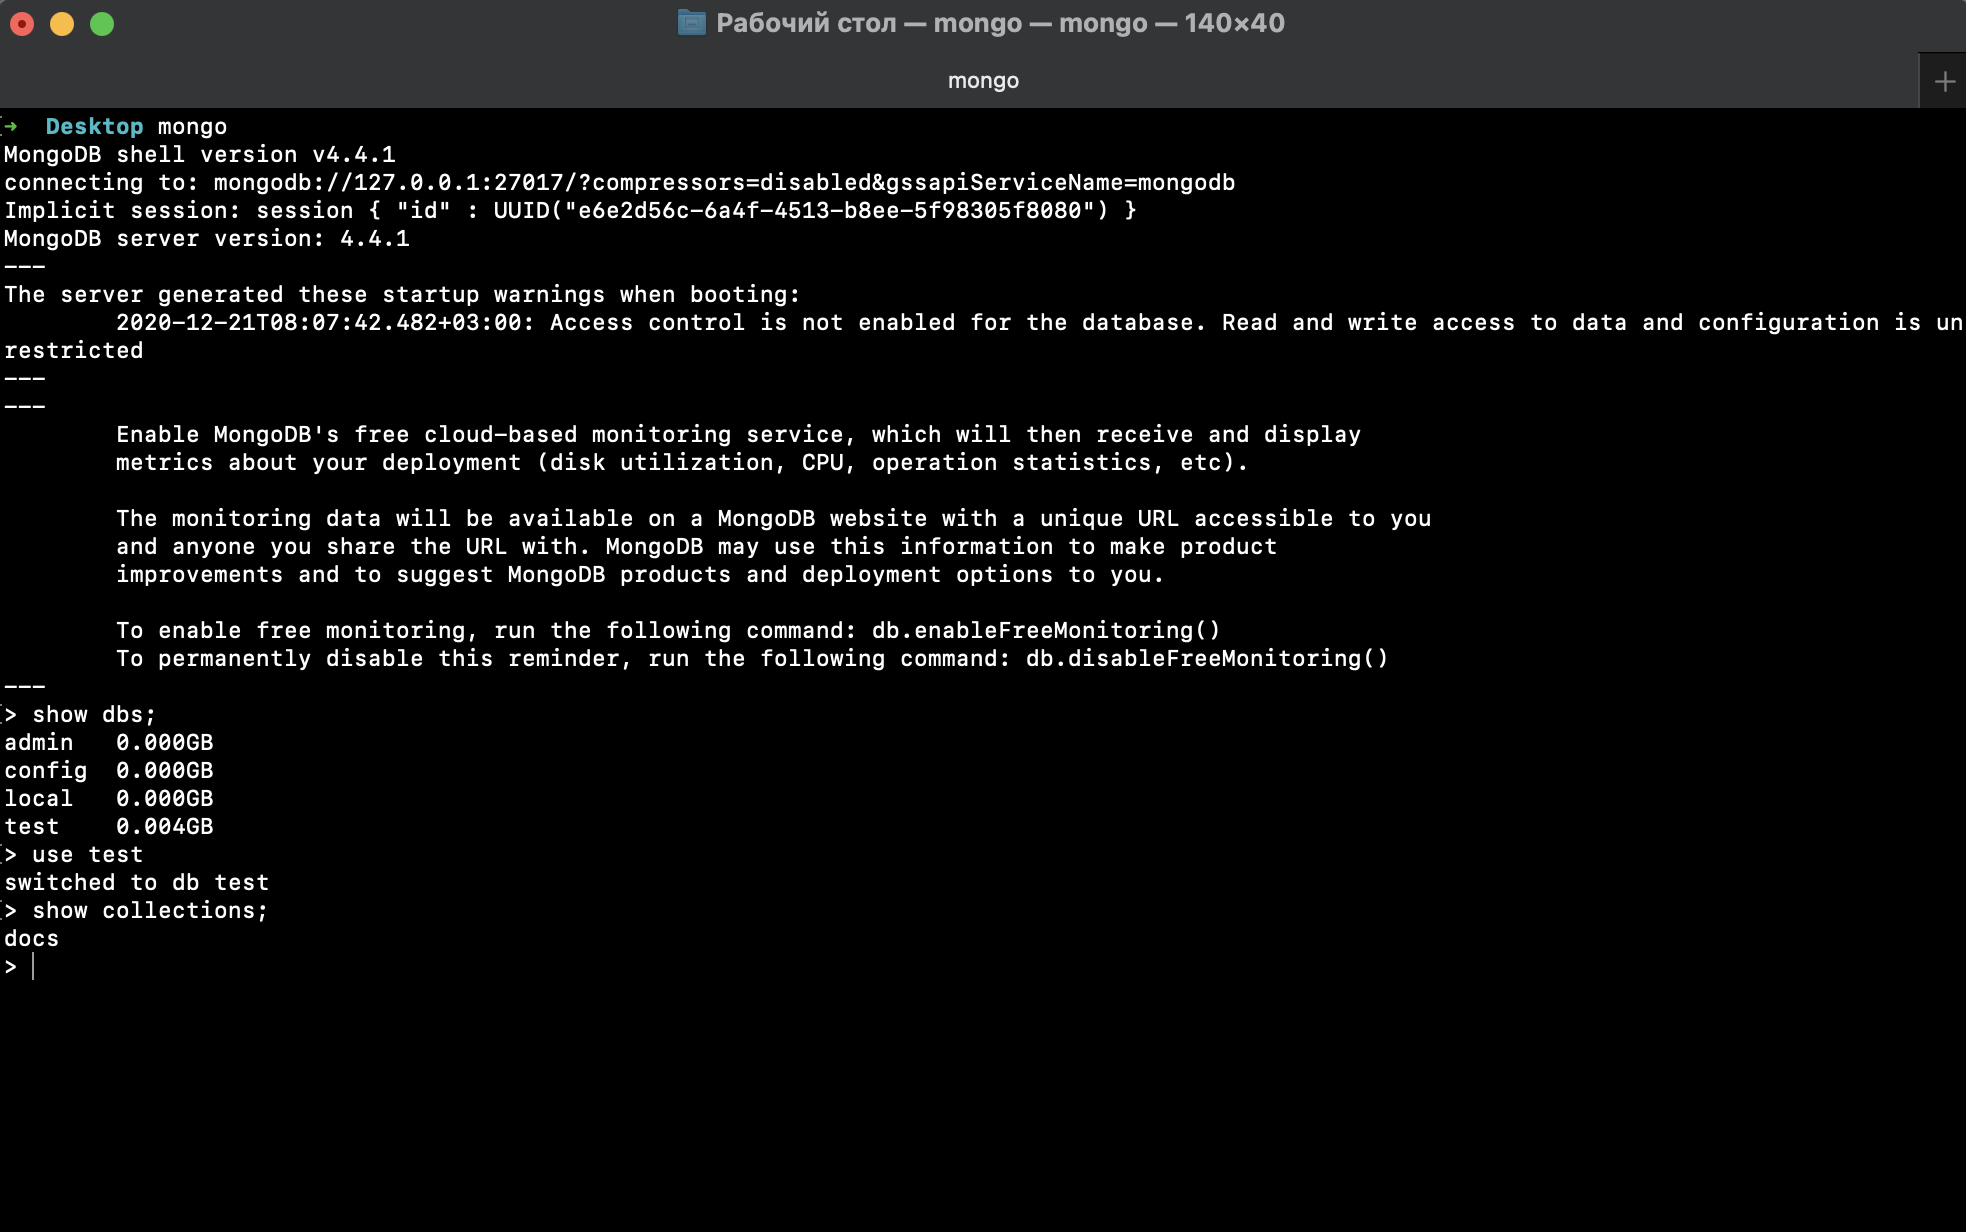 Рабочий стол — mongo — mongo — 140×40
mongo
➜  Desktop mongo
MongoDB shell version v4.4.1
connecting to: mongodb://127.0.0.1:27017/?compressors=disabled&gssapiServiceName=mongodb
Implicit session: session { "id" : UUID("e6e2d56c-6a4f-4513-b8ee-5f98305f8080") }
MongoDB server version: 4.4.1
---
The server generated these startup warnings when booting:
        2020-12-21T08:07:42.482+03:00: Access control is not enabled for the database. Read and write access to data and configuration is un
restricted
---
---
        Enable MongoDB's free cloud-based monitoring service, which will then receive and display
        metrics about your deployment (disk utilization, CPU, operation statistics, etc).

        The monitoring data will be available on a MongoDB website with a unique URL accessible to you
        and anyone you share the URL with. MongoDB may use this information to make product
        improvements and to suggest MongoDB products and deployment options to you.

        To enable free monitoring, run the following command: db.enableFreeMonitoring()
        To permanently disable this reminder, run the following command: db.disableFreeMonitoring()
---
> show dbs;
admin   0.000GB
config  0.000GB
local   0.000GB
test    0.004GB
> use test
switched to db test
> show collections;
docs
>